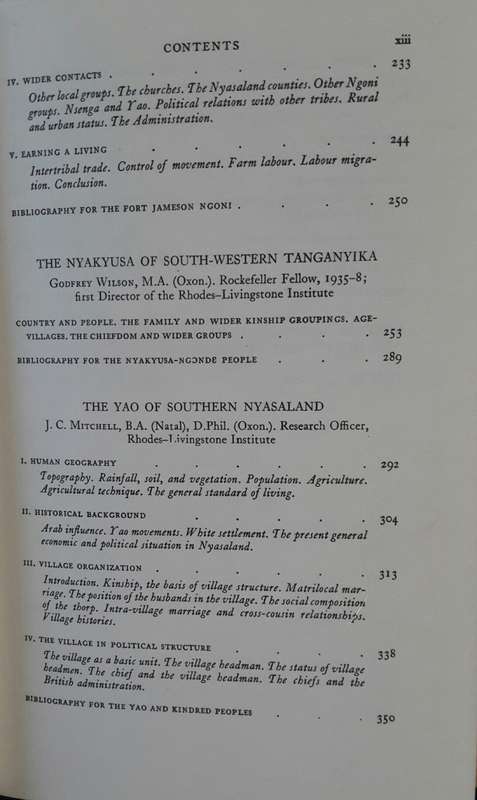 CONTENTS xiii
IV. WIDER CONTACTS . . . . . . . 233
Other local groups. The churches. The Nyasaland counties. Other Ngoni
groups. Nsenga and Yao. Political relations with other tribes. Rural
and urban status. The Administration.
V. EARNING A LIVING . . . . . . 244
Intertribal trade. Control of movement. Farm labour. Labour migra-
tion. Conclusion.
BIBLIOGRAPHY FOR THE FORT JAMESON NGONI . . . . 250
THE NYAKYUSA OF SOUTH-WESTERN TANGANYIKA
GODFREY WILSON, M.A. (Oxon.). Rockefeller Fellow, 1935–8;
first Director of the Rhodes–Livingstone Institute
COUNTRY AND PEOPLE. THE FAMILY AND WIDER KINSHIP GROUPINGS. AGE-
VILLAGES. THE CHIEFDOM AND WIDER GROUPS . . . . 253
BIBLIOGRAPHY FOR THE NYAKYUSA-NGONDE PEOPLE . . . 289
THE YAO OF SOUTHERN NYASALAND
J. C. MITCHELL, B.A. (Natal), D.Phil. (Oxon.). Research Officer,
Rhodes–Livingstone Institute
I. HUMAN GEOGRAPHY . . . . . . 292
Topography. Rainfall, soil, and vegetation. Population. Agriculture.
Agricultural technique. The general standard of living.
II. HISTORICAL BACKGROUND . . . . . 304
Arab influence. Yao movements. White settlement. The present general
economic and political situation in Nyasaland.
III. VILLAGE ORGANIZATION . . . . . . 313
Introduction. Kinship, the basis of village structure. Matrilocal mar-
riage. The position of the husbands in the village. The social composition
of the thorp. Intra-village marriage and cross-cousin relationships.
Village histories.
IV. THE VILLAGE IN POLITICAL STRUCTURE . . . . 338
The village as a basic unit. The village headman. The status of village
headmen. The chief and the village headman. The chiefs and the
British administration.
BIBLIOGRAPHY FOR THE YAO AND KINDRED PEOPLES . . . 350